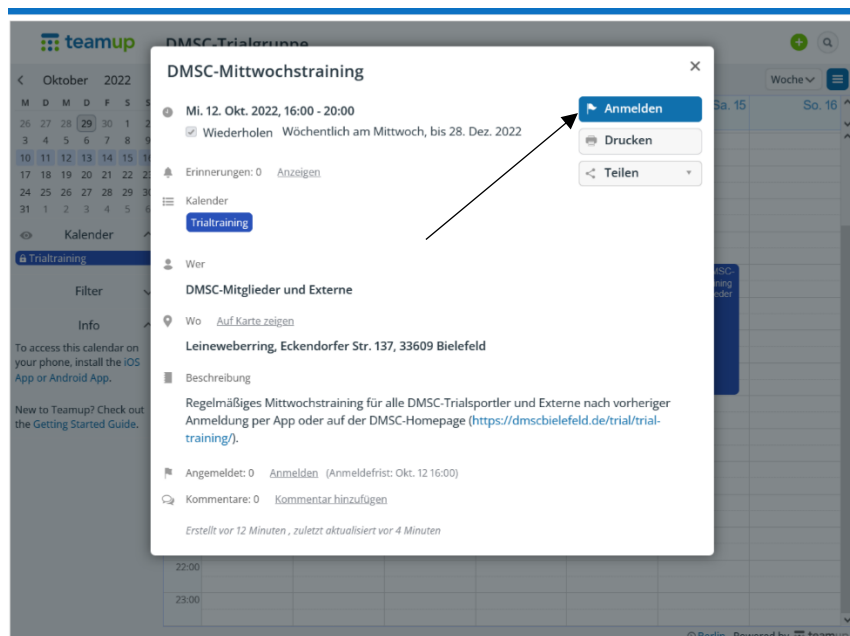 teamup
DMSC-Trialgruppe
Oktober 2022
Woche
M D M D F S S
26 27 28 29 30 1 2
3 4 5 6 7 8 9
10 11 12 13 14 15 16
17 18 19 20 21 22 23
24 25 26 27 28 29 30
31 1 2 3 4 5 6
Kalender
Trialtraining
Filter
Info
To access this calendar on
your phone, install the iOS
App or Android App.
New to Teamup? Check out
the Getting Started Guide.
DMSC-Mittwochstraining
Mi. 12. Okt. 2022, 16:00 - 20:00
Wiederholen Wöchentlich am Mittwoch, bis 28. Dez. 2022
Erinnerungen: 0 Anzeigen
Kalender
Trialtraining
Wer
DMSC-Mitglieder und Externe
Wo Auf Karte zeigen
Leineweberring, Eckendorfer Str. 137, 33609 Bielefeld
Beschreibung
Regelmäßiges Mittwochstraining für alle DMSC-Trialsportler und Externe nach vorheriger
Anmeldung per App oder auf der DMSC-Homepage (https://dmscbielefeld.de/trial/trial-
training/).
Angemeldet: 0 Anmelden (Anmeldefrist: Okt. 12 16:00)
Kommentare: 0 Kommentar hinzufügen
Erstellt vor 12 Minuten , zuletzt aktualisiert vor 4 Minuten
Anmelden
Drucken
Teilen
Sa. 15 So. 16
22:00
23:00
Berlin Powered by teamup